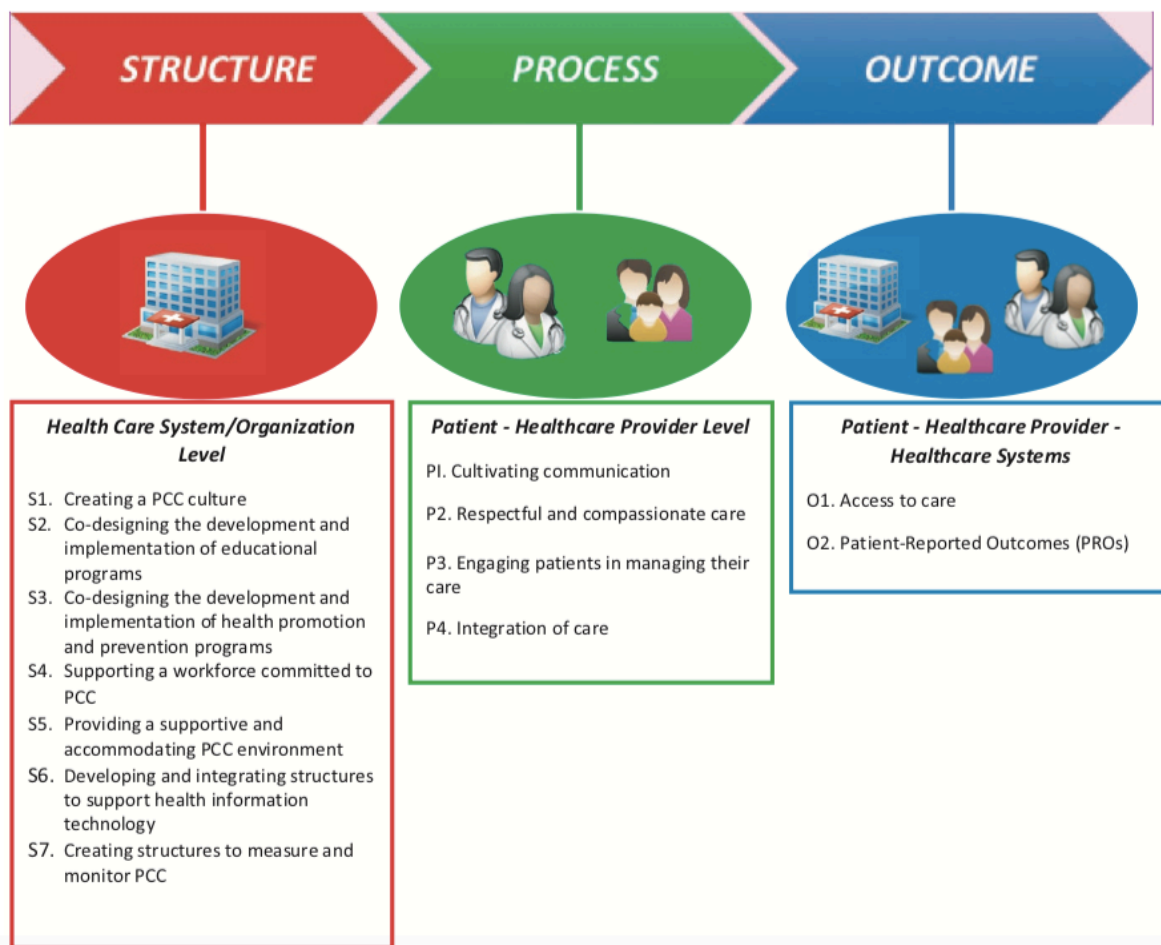 STRUCTURE
PROCESS
OUTCOME
Health Care System/Organization
Level
S1. Creating a PCC culture
S2. Co-designing the development and
implementation of educational
programs
S3. Co-designing the development and
implementation of health promotion
and prevention programs
S4. Supporting a workforce committed to
PCC
S5. Providing a supportive and
accommodating PCC environment
S6. Developing and integrating structures
to support health information
technology
S7. Creating structures to measure and
monitor PCC
Patient - Healthcare Provider Level
PI. Cultivating communication
P2. Respectful and compassionate care
P3. Engaging patients in managing their
care
P4. Integration of care
Patient - Healthcare Provider -
Healthcare Systems
O1. Access to care
O2. Patient-Reported Outcomes (PROs)